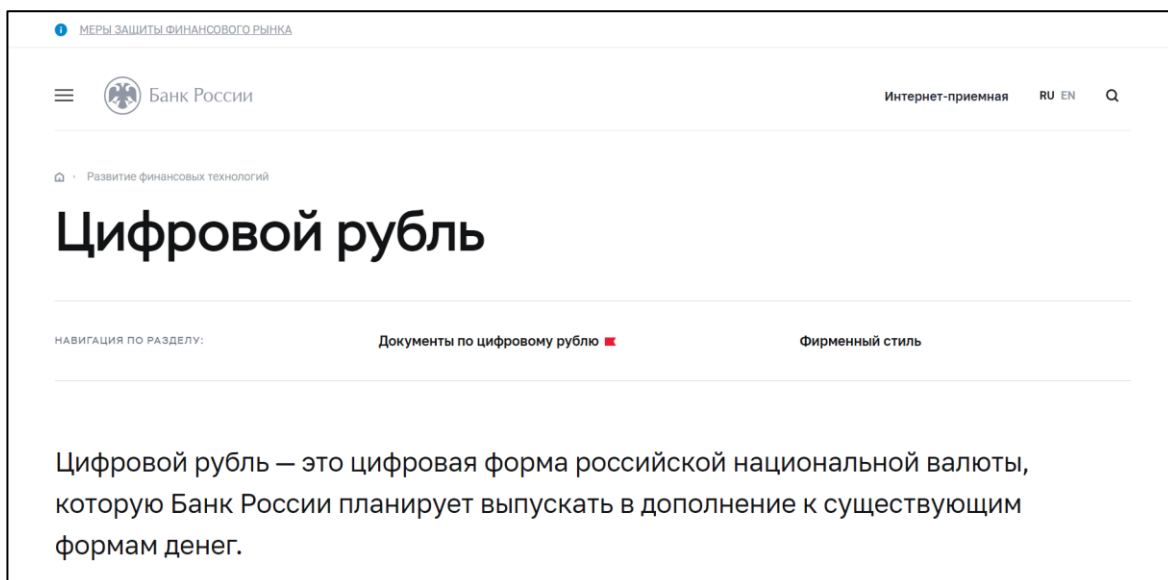 МЕРЫ ЗАЩИТЫ ФИНАНСОВОГО РЫНКА
Банк России
Интернет-приемная RU EN
Развитие финансовых технологий
Цифровой рубль
НАВИГАЦИЯ ПО РАЗДЕЛУ: Документы по цифровому рублю Фирменный стиль
Цифровой рубль — это цифровая форма российской национальной валюты,
которую Банк России планирует выпускать в дополнение к существующим
формам денег.